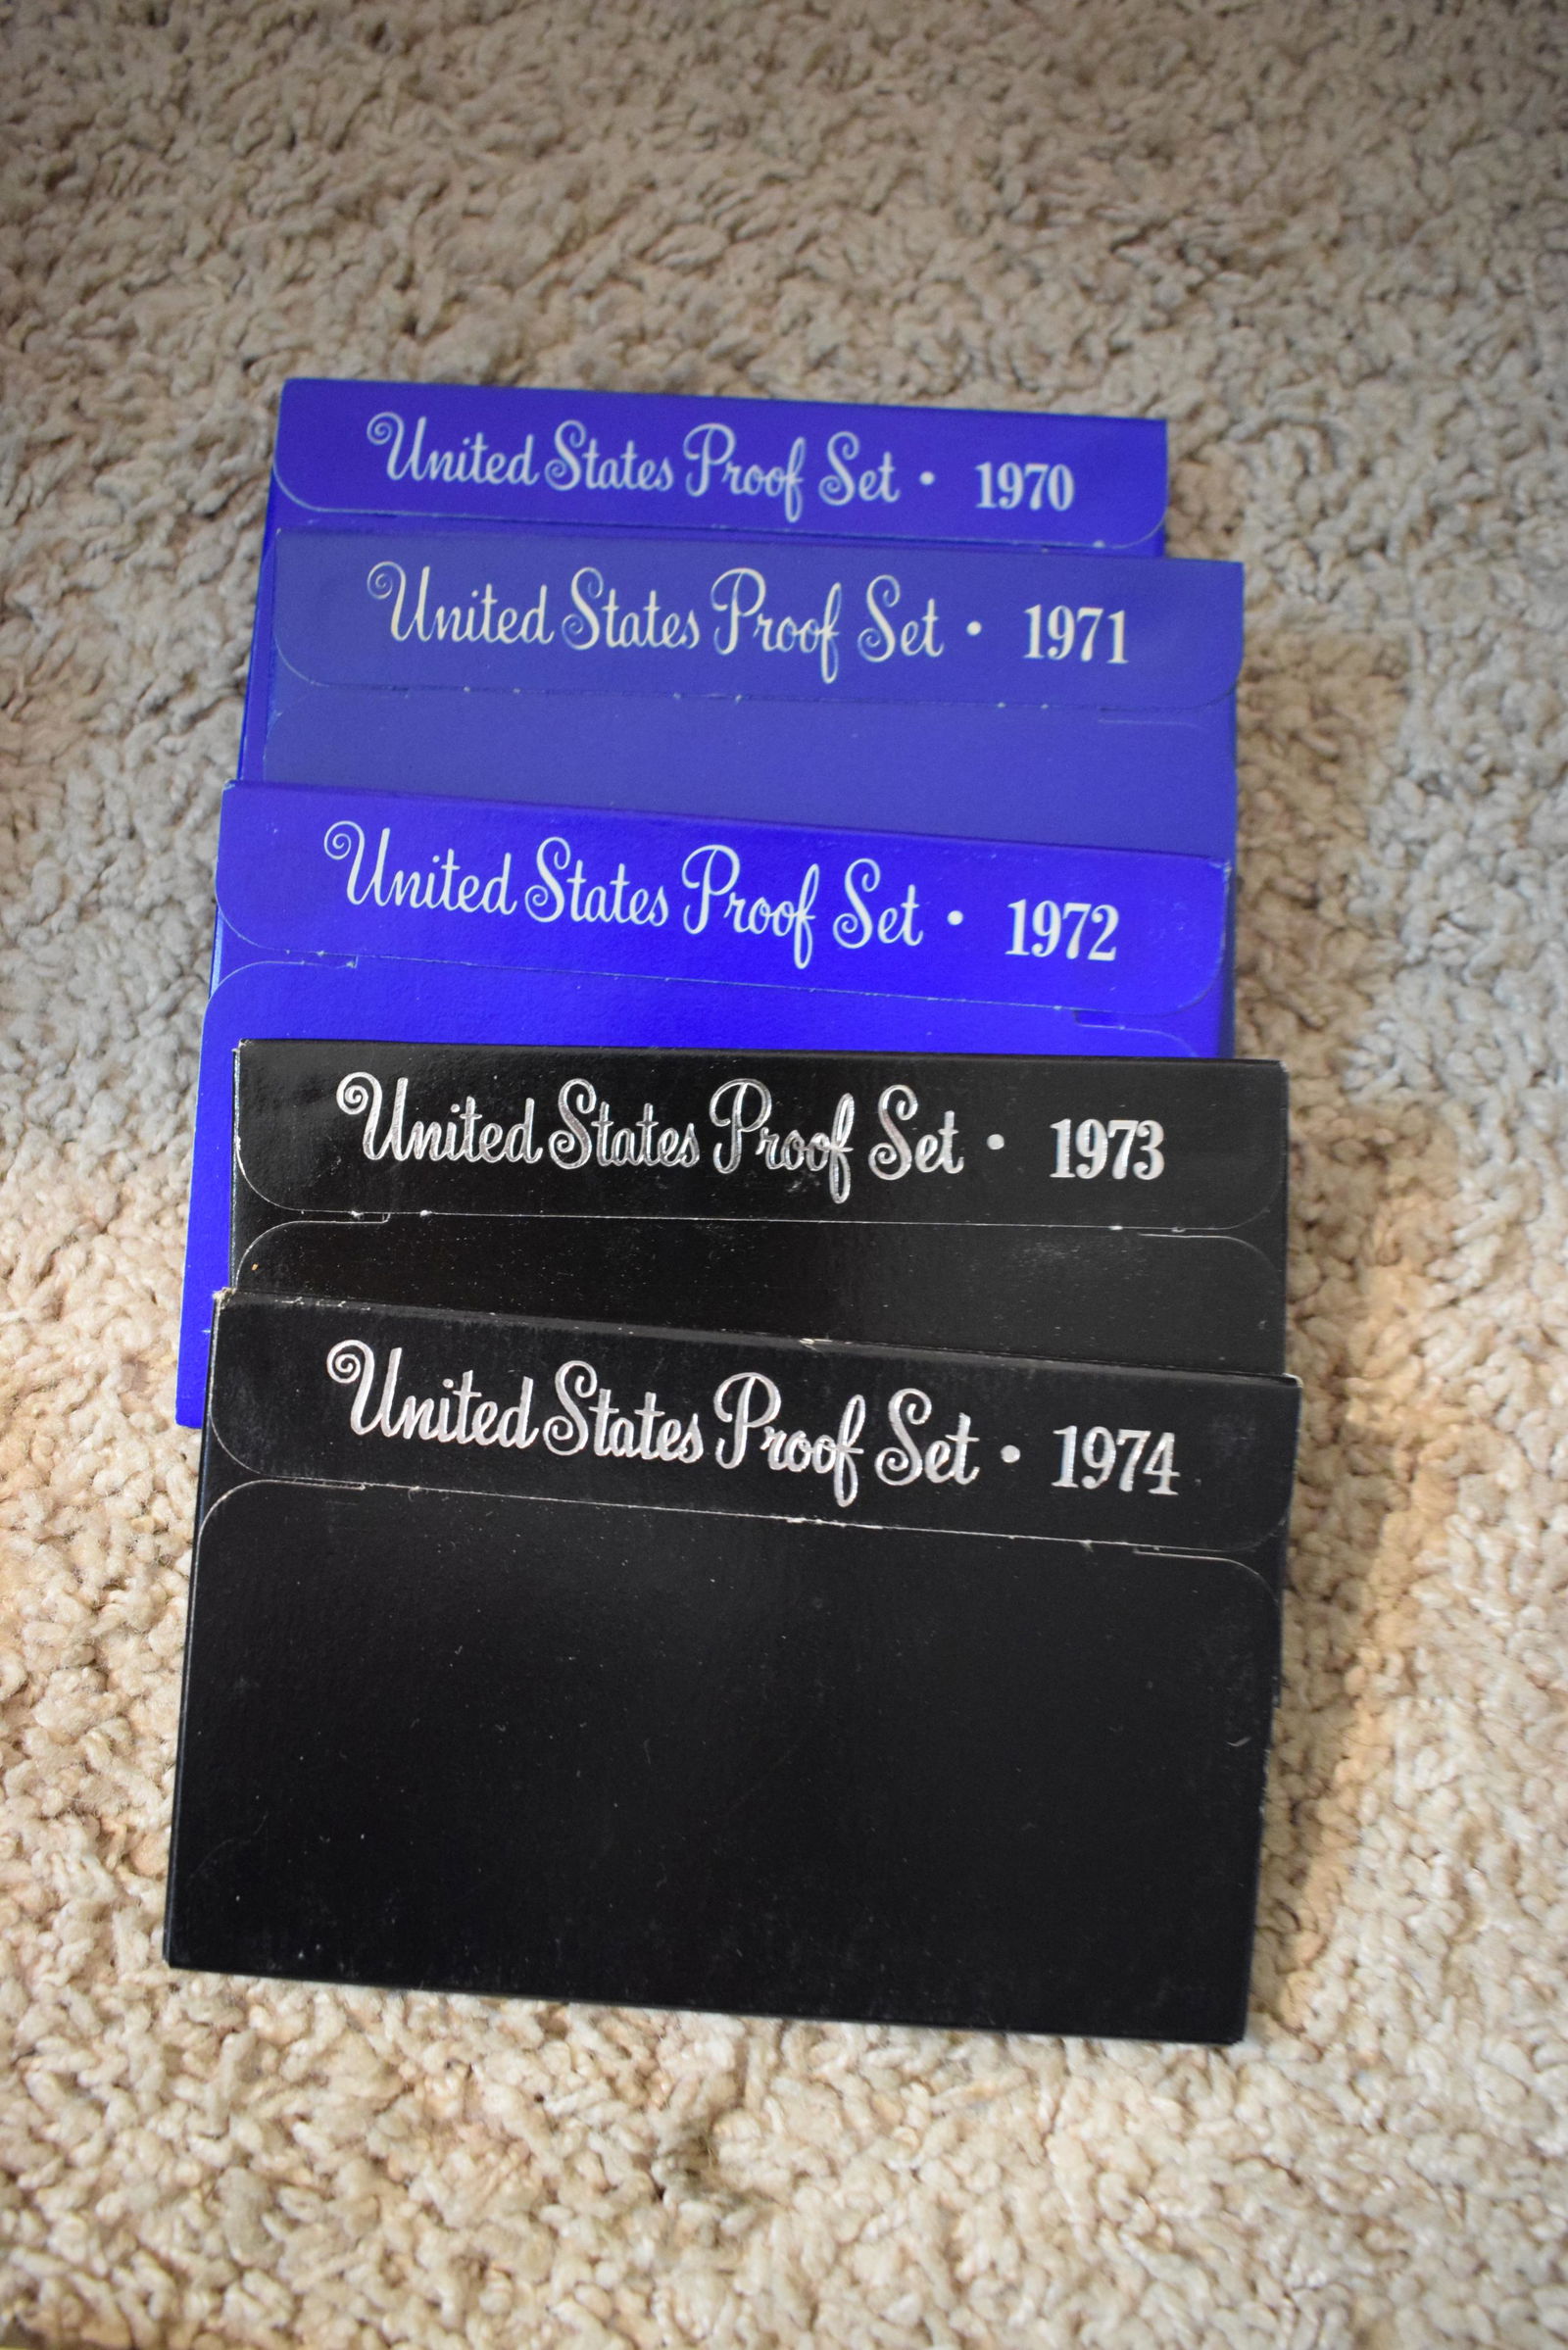 United States Proof Set • 1970
United States Proof Set • 1971
United States Proof Set • 1972
United States Proof Set • 1973
United States Proof Set • 1974